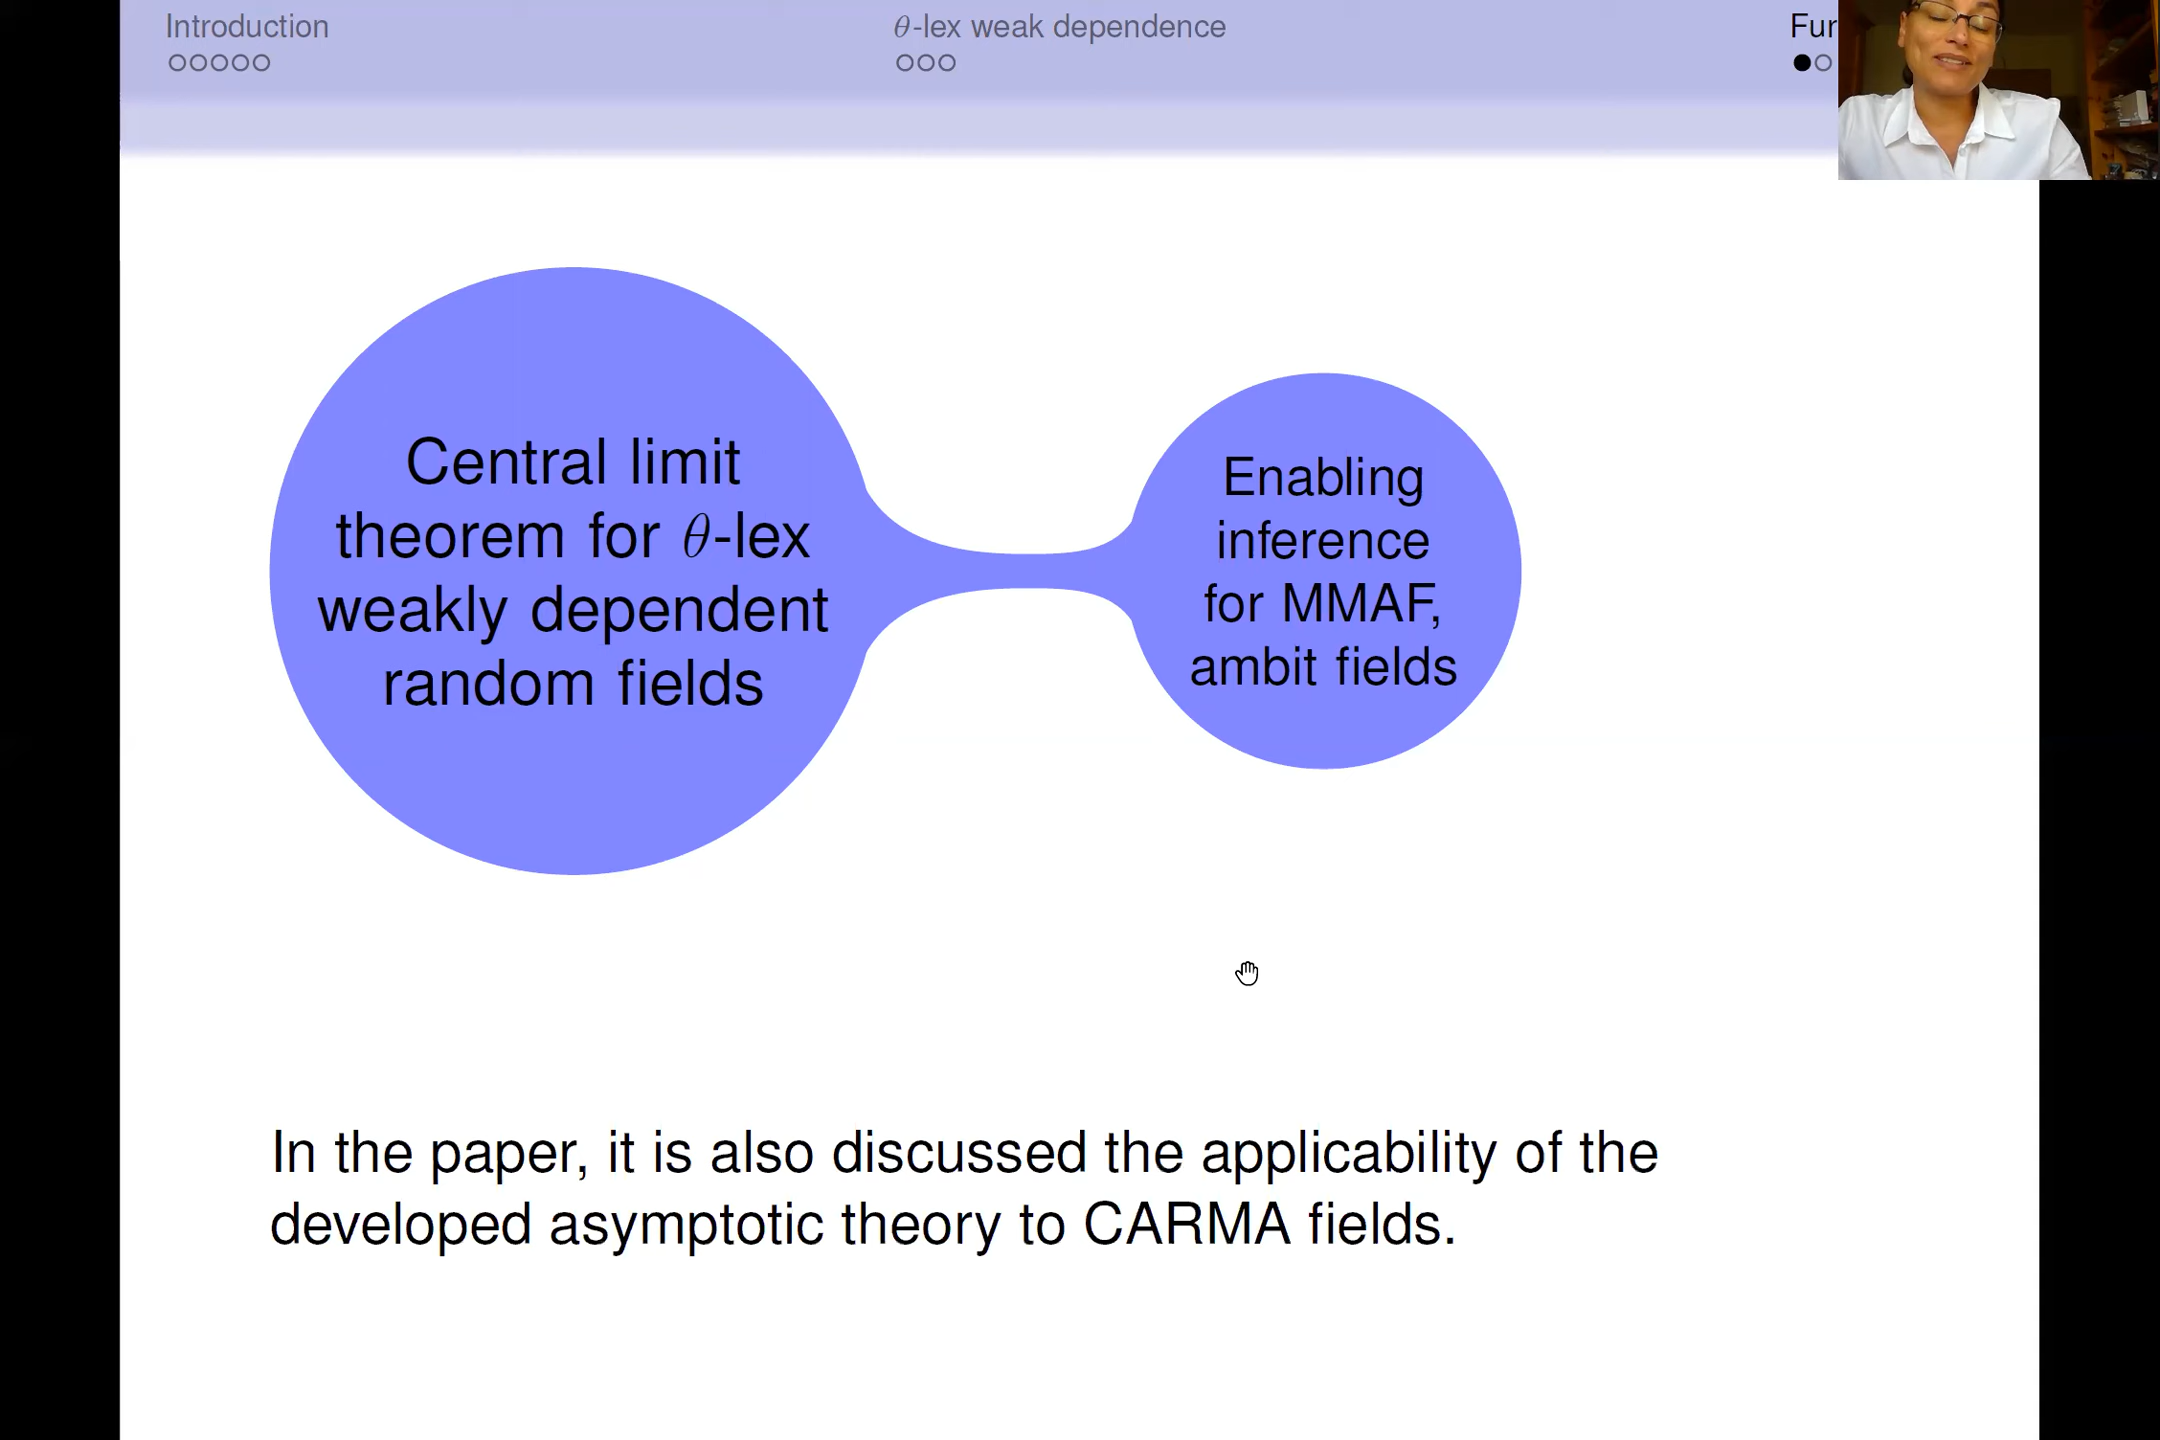 Introduction
θ-lex weak dependence
Fur
Central limit
theorem for θ-lex
weakly dependent
random fields
Enabling
inference
for MMAF,
ambit fields
In the paper, it is also discussed the applicability of the
developed asymptotic theory to CARMA fields.